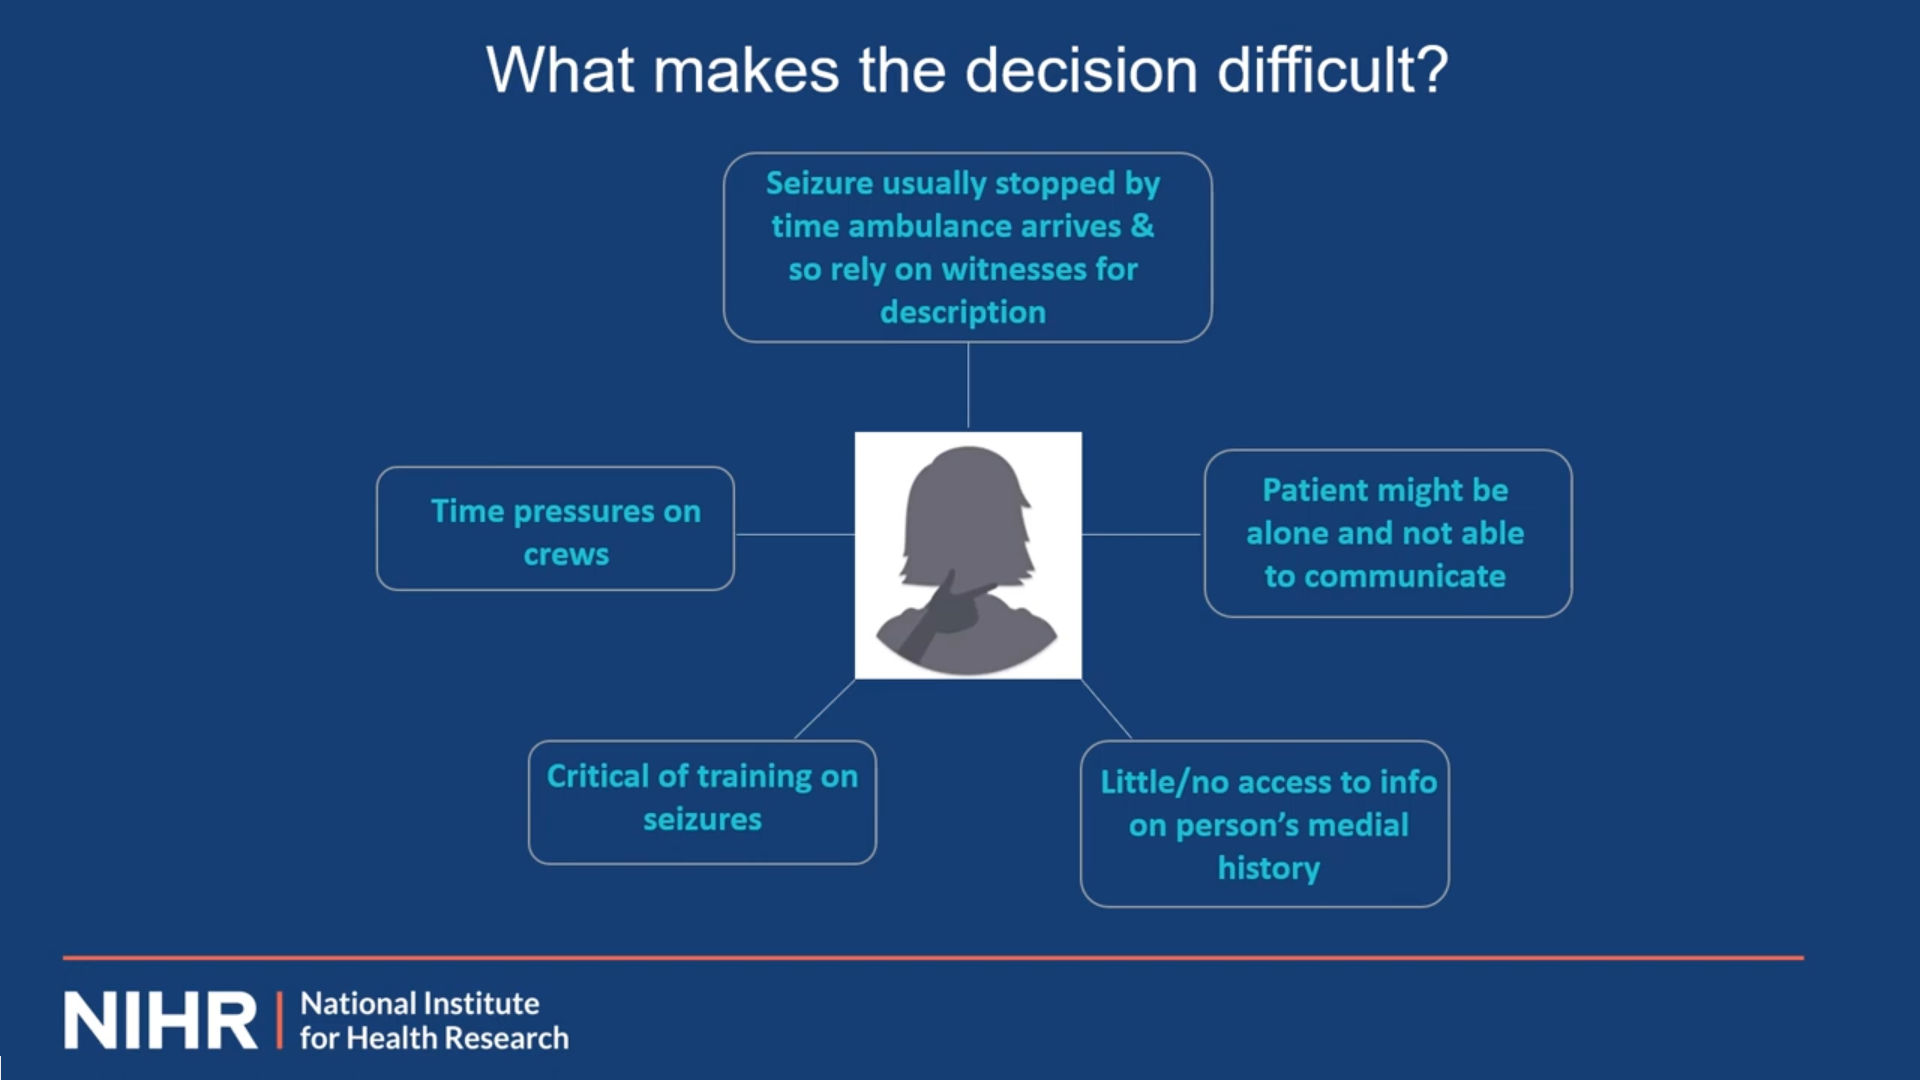 What makes the decision difficult?
Seizure usually stopped by
time ambulance arrives &
so rely on witnesses for
description
Time pressures on
crews
Patient might be
alone and not able
to communicate
Critical of training on
seizures
Little/no access to info
on person’s medial
history
NIHR
National Institute
for Health Research